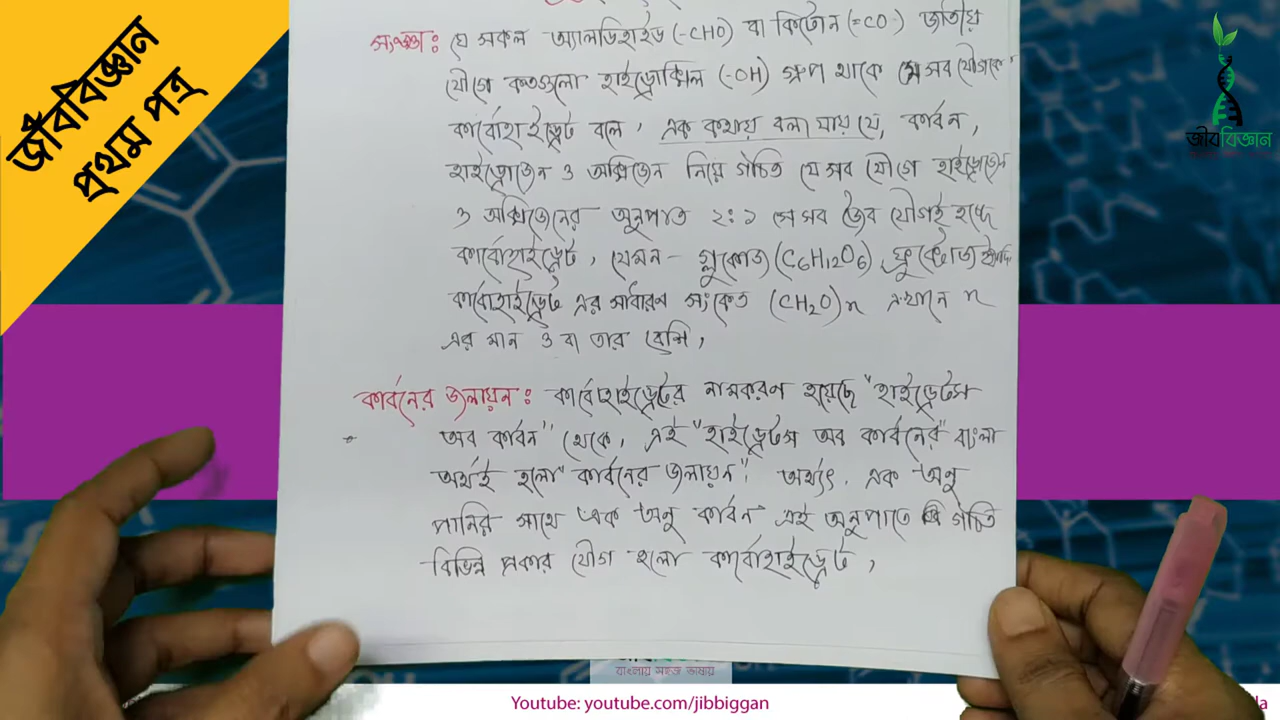 জীববিজ্ঞান
প্রথম পত্র
জীববিজ্ঞান
সংজ্ঞা : যে সকল অ্যালডিহাইড (-CHO) বা কিটোন (=CO) জাতীয়
যৌগে কতগুলো হাইড্রোক্সিল (-OH) গ্রুপ থাকে সে সব যৌগকে
কার্বোহাইড্রেট বলে, এক কথায় বলা যায় যে, কার্বন,
হাইড্রোজেন ও অক্সিজেন নিয়ে গঠিত যে সব যৌগে হাইড্রোজেন
ও অক্সিজেনের অনুপাত ২:১ সে সব জৈব যৌগই হচ্ছে
কার্বোহাইড্রেট, যেমন - গ্লুকোজ (C6H12O6), ফ্রুক্টোজ ইত্যাদি
কার্বোহাইড্রেট এর সাধারণ সংকেত (CH2O)n এখানে n
এর মান ৩ বা তার বেশি,
কার্বনের জলায়ন : কার্বোহাইড্রেটের নামকরণ হয়েছে "হাইড্রেটস
অব কার্বন" থেকে, এই "হাইড্রেটস অব কার্বনের" বাংলা
অর্থই হলো "কার্বনের জলায়ন"। অর্থাৎ, এক অনু
পানির সাথে এক অনু কার্বন এই অনুপাতে গঠিত
বিভিন্ন প্রকার যৌগ হলো কার্বোহাইড্রেট,
বাংলায় সহজ ভাষায়
Youtube: youtube.com/jibbiggan